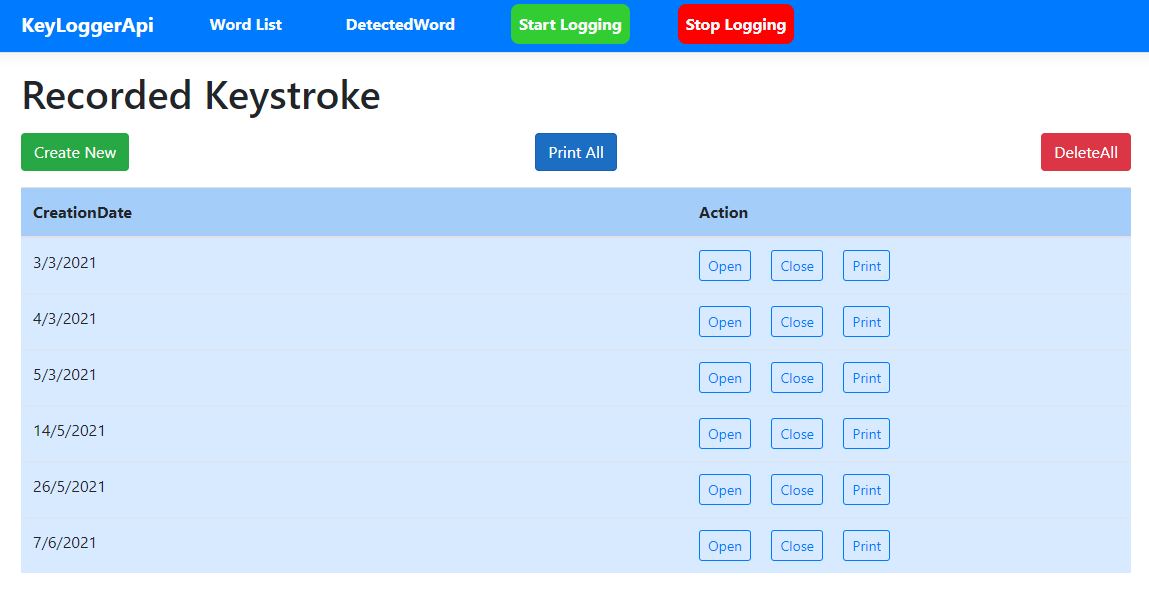 KeyLoggerApi Word List DetectedWord Start Logging Stop Logging
Recorded Keystroke
Create New Print All DeleteAll
CreationDate Action
3/3/2021 Open Close Print
4/3/2021 Open Close Print
5/3/2021 Open Close Print
14/5/2021 Open Close Print
26/5/2021 Open Close Print
7/6/2021 Open Close Print